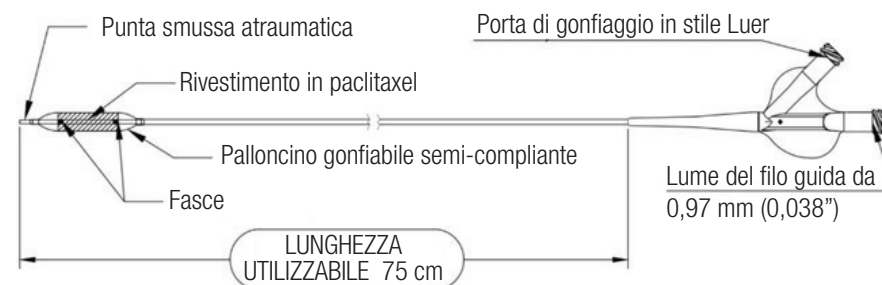 Punta smussa atraumatica
Porta di gonfiaggio in stile Luer
Rivestimento in paclitaxel
Palloncino gonfiabile semi-compliante
Fasce
Lume del filo guida da
0,97 mm (0,038”)
LUNGHEZZA
UTILIZZABILE 75 cm